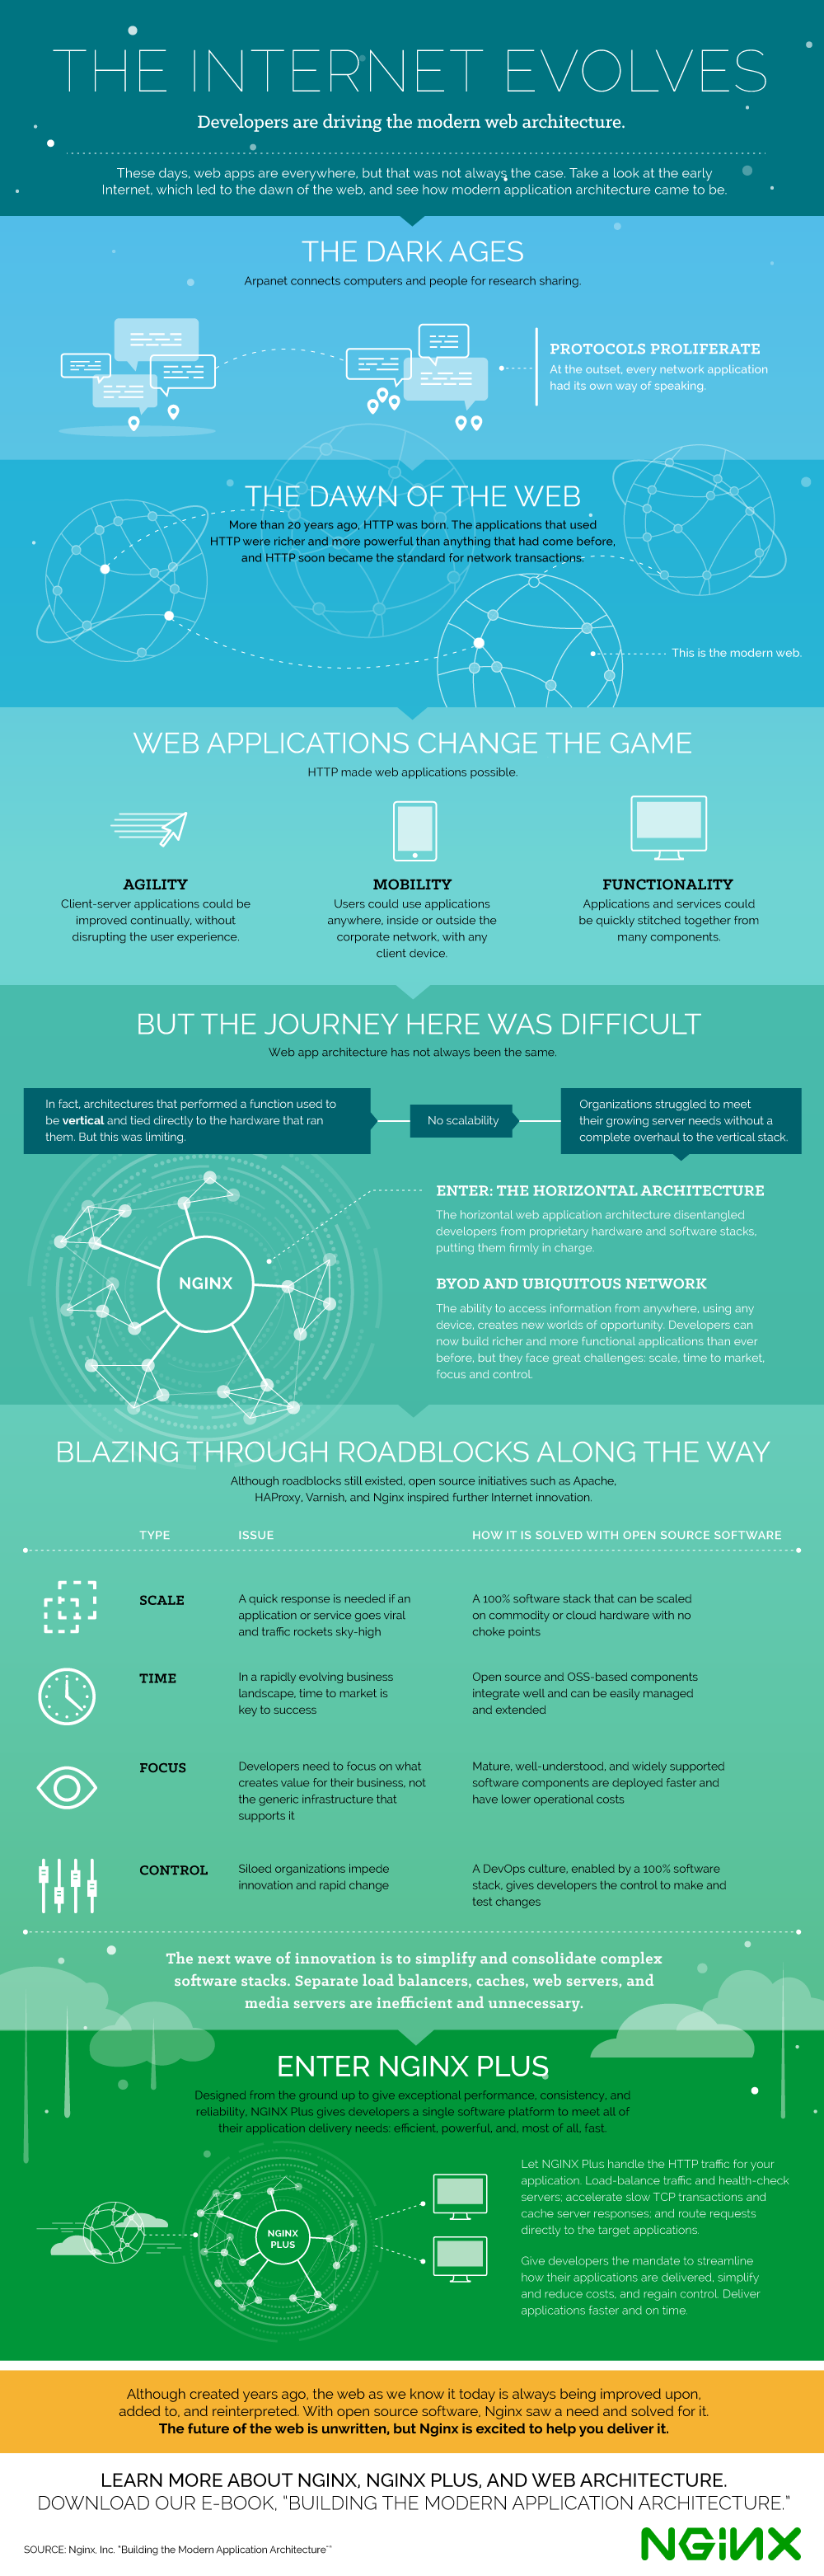 THE INTERNET EVOLVES
Developers are driving the modern web architecture.
These days, web apps are everywhere, but that was not always the case. Take a look at the early
Internet, which led to the dawn of the web, and see how modern application architecture came to be.
THE DARK AGES
Arpanet connects computers and people for research sharing.
PROTOCOLS PROLIFERATE
At the outset, every network application
had its own way of speaking.
THE DAWN OF THE WEB
More than 20 years ago, HTTP was born. The applications that used
HTTP were richer and more powerful than anything that had come before,
and HTTP soon became the standard for network transactions.
This is the modern web.
WEB APPLICATIONS CHANGE THE GAME
HTTP made web applications possible.
AGILITY
Client-server applications could be
improved continually, without
disrupting the user experience.
MOBILITY
Users could use applications
anywhere, inside or outside the
corporate network, with any
client device.
FUNCTIONALITY
Applications and services could
be quickly stitched together from
many components.
BUT THE JOURNEY HERE WAS DIFFICULT
Web app architecture has not always been the same.
In fact, architectures that performed a function used to
be vertical and tied directly to the hardware that ran
them. But this was limiting.
No scalability
Organizations struggled to meet
their growing server needs without a
complete overhaul to the vertical stack.
NGINX
ENTER: THE HORIZONTAL ARCHITECTURE
The horizontal web application architecture disentangled
developers from proprietary hardware and software stacks,
putting them firmly in charge.
BYOD AND UBIQUITOUS NETWORK
The ability to access information from anywhere, using any
device, creates new worlds of opportunity. Developers can
now build richer and more functional applications than ever
before, but they face great challenges: scale, time to market,
focus and control.
BLAZING THROUGH ROADBLOCKS ALONG THE WAY
Although roadblocks still existed, open source initiatives such as Apache,
HAProxy, Varnish, and Nginx inspired further Internet innovation.
TYPE
ISSUE
HOW IT IS SOLVED WITH OPEN SOURCE SOFTWARE
SCALE
A quick response is needed if an
application or service goes viral
and traffic rockets sky-high
A 100% software stack that can be scaled
on commodity or cloud hardware with no
choke points
TIME
In a rapidly evolving business
landscape, time to market is
key to success
Open source and OSS-based components
integrate well and can be easily managed
and extended
FOCUS
Developers need to focus on what
creates value for their business, not
the generic infrastructure that
supports it
Mature, well-understood, and widely supported
software components are deployed faster and
have lower operational costs
CONTROL
Siloed organizations impede
innovation and rapid change
A DevOps culture, enabled by a 100% software
stack, gives developers the control to make and
test changes
The next wave of innovation is to simplify and consolidate complex
software stacks. Separate load balancers, caches, web servers, and
media servers are inefficient and unnecessary.
ENTER NGINX PLUS
Designed from the ground up to give exceptional performance, consistency, and
reliability, NGINX Plus gives developers a single software platform to meet all of
their application delivery needs: efficient, powerful, and, most of all, fast.
NGINX
PLUS
Let NGINX Plus handle the HTTP traffic for your
application. Load-balance traffic and health-check
servers; accelerate slow TCP transactions and
cache server responses; and route requests
directly to the target applications.
Give developers the mandate to streamline
how their applications are delivered, simplify
and reduce costs, and regain control. Deliver
applications faster and on time.
Although created years ago, the web as we know it today is always being improved upon,
added to, and reinterpreted. With open source software, Nginx saw a need and solved for it.
The future of the web is unwritten, but Nginx is excited to help you deliver it.
LEARN MORE ABOUT NGINX, NGINX PLUS, AND WEB ARCHITECTURE.
DOWNLOAD OUR E-BOOK, “BUILDING THE MODERN APPLICATION ARCHITECTURE.”
SOURCE: Nginx, Inc. "Building the Modern Application Architecture"
NGINX